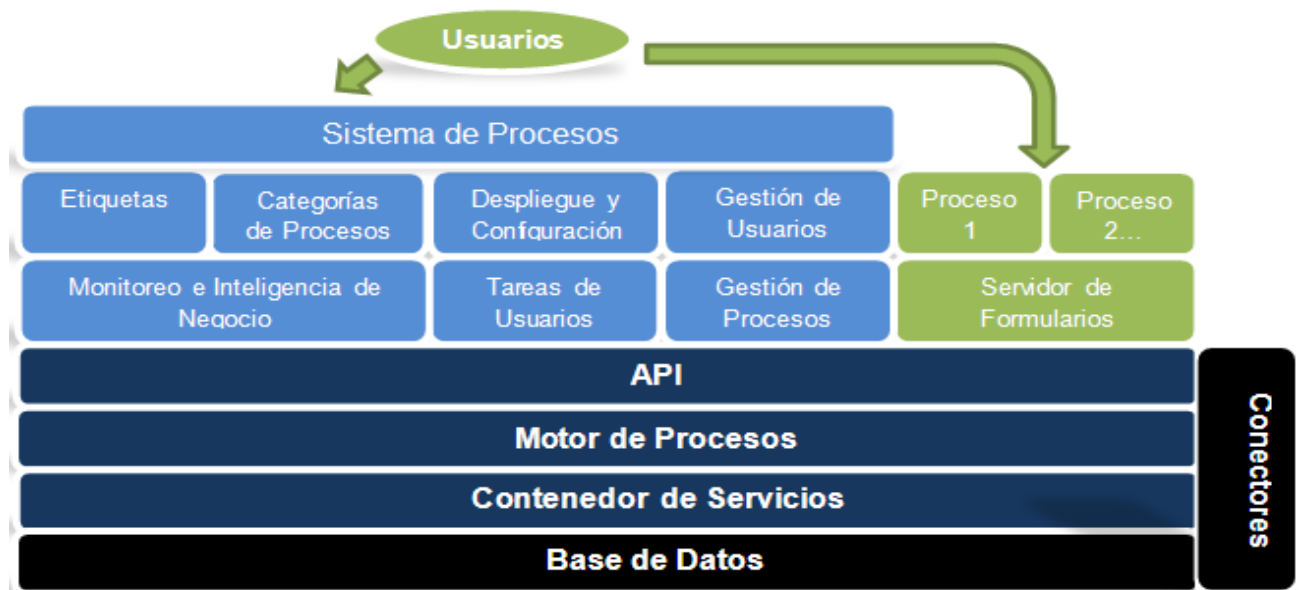 Usuarios
Sistema de Procesos
Etiquetas
Categorías
de Procesos
Despliegue y
Configuración
Gestión de
Usuarios
Proceso
1
Proceso
2...
Monitoreo e Inteligencia de
Negocio
Tareas de
Usuarios
Gestión de
Procesos
Servidor de
Formularios
API
Motor de Procesos
Contenedor de Servicios
Base de Datos
Conectores